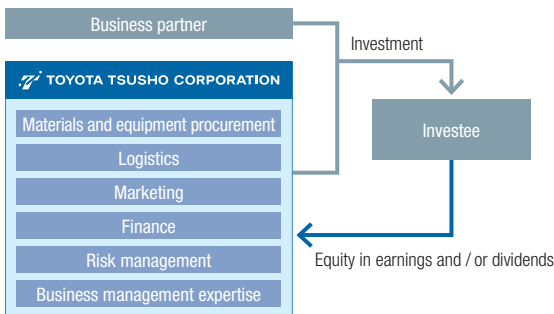 Business partner
Investment
TOYOTA TSUSHO CORPORATION
Materials and equipment procurement
Investee
Logistics
Marketing
Finance
Equity in earnings and / or dividends
Risk management
Business management expertise